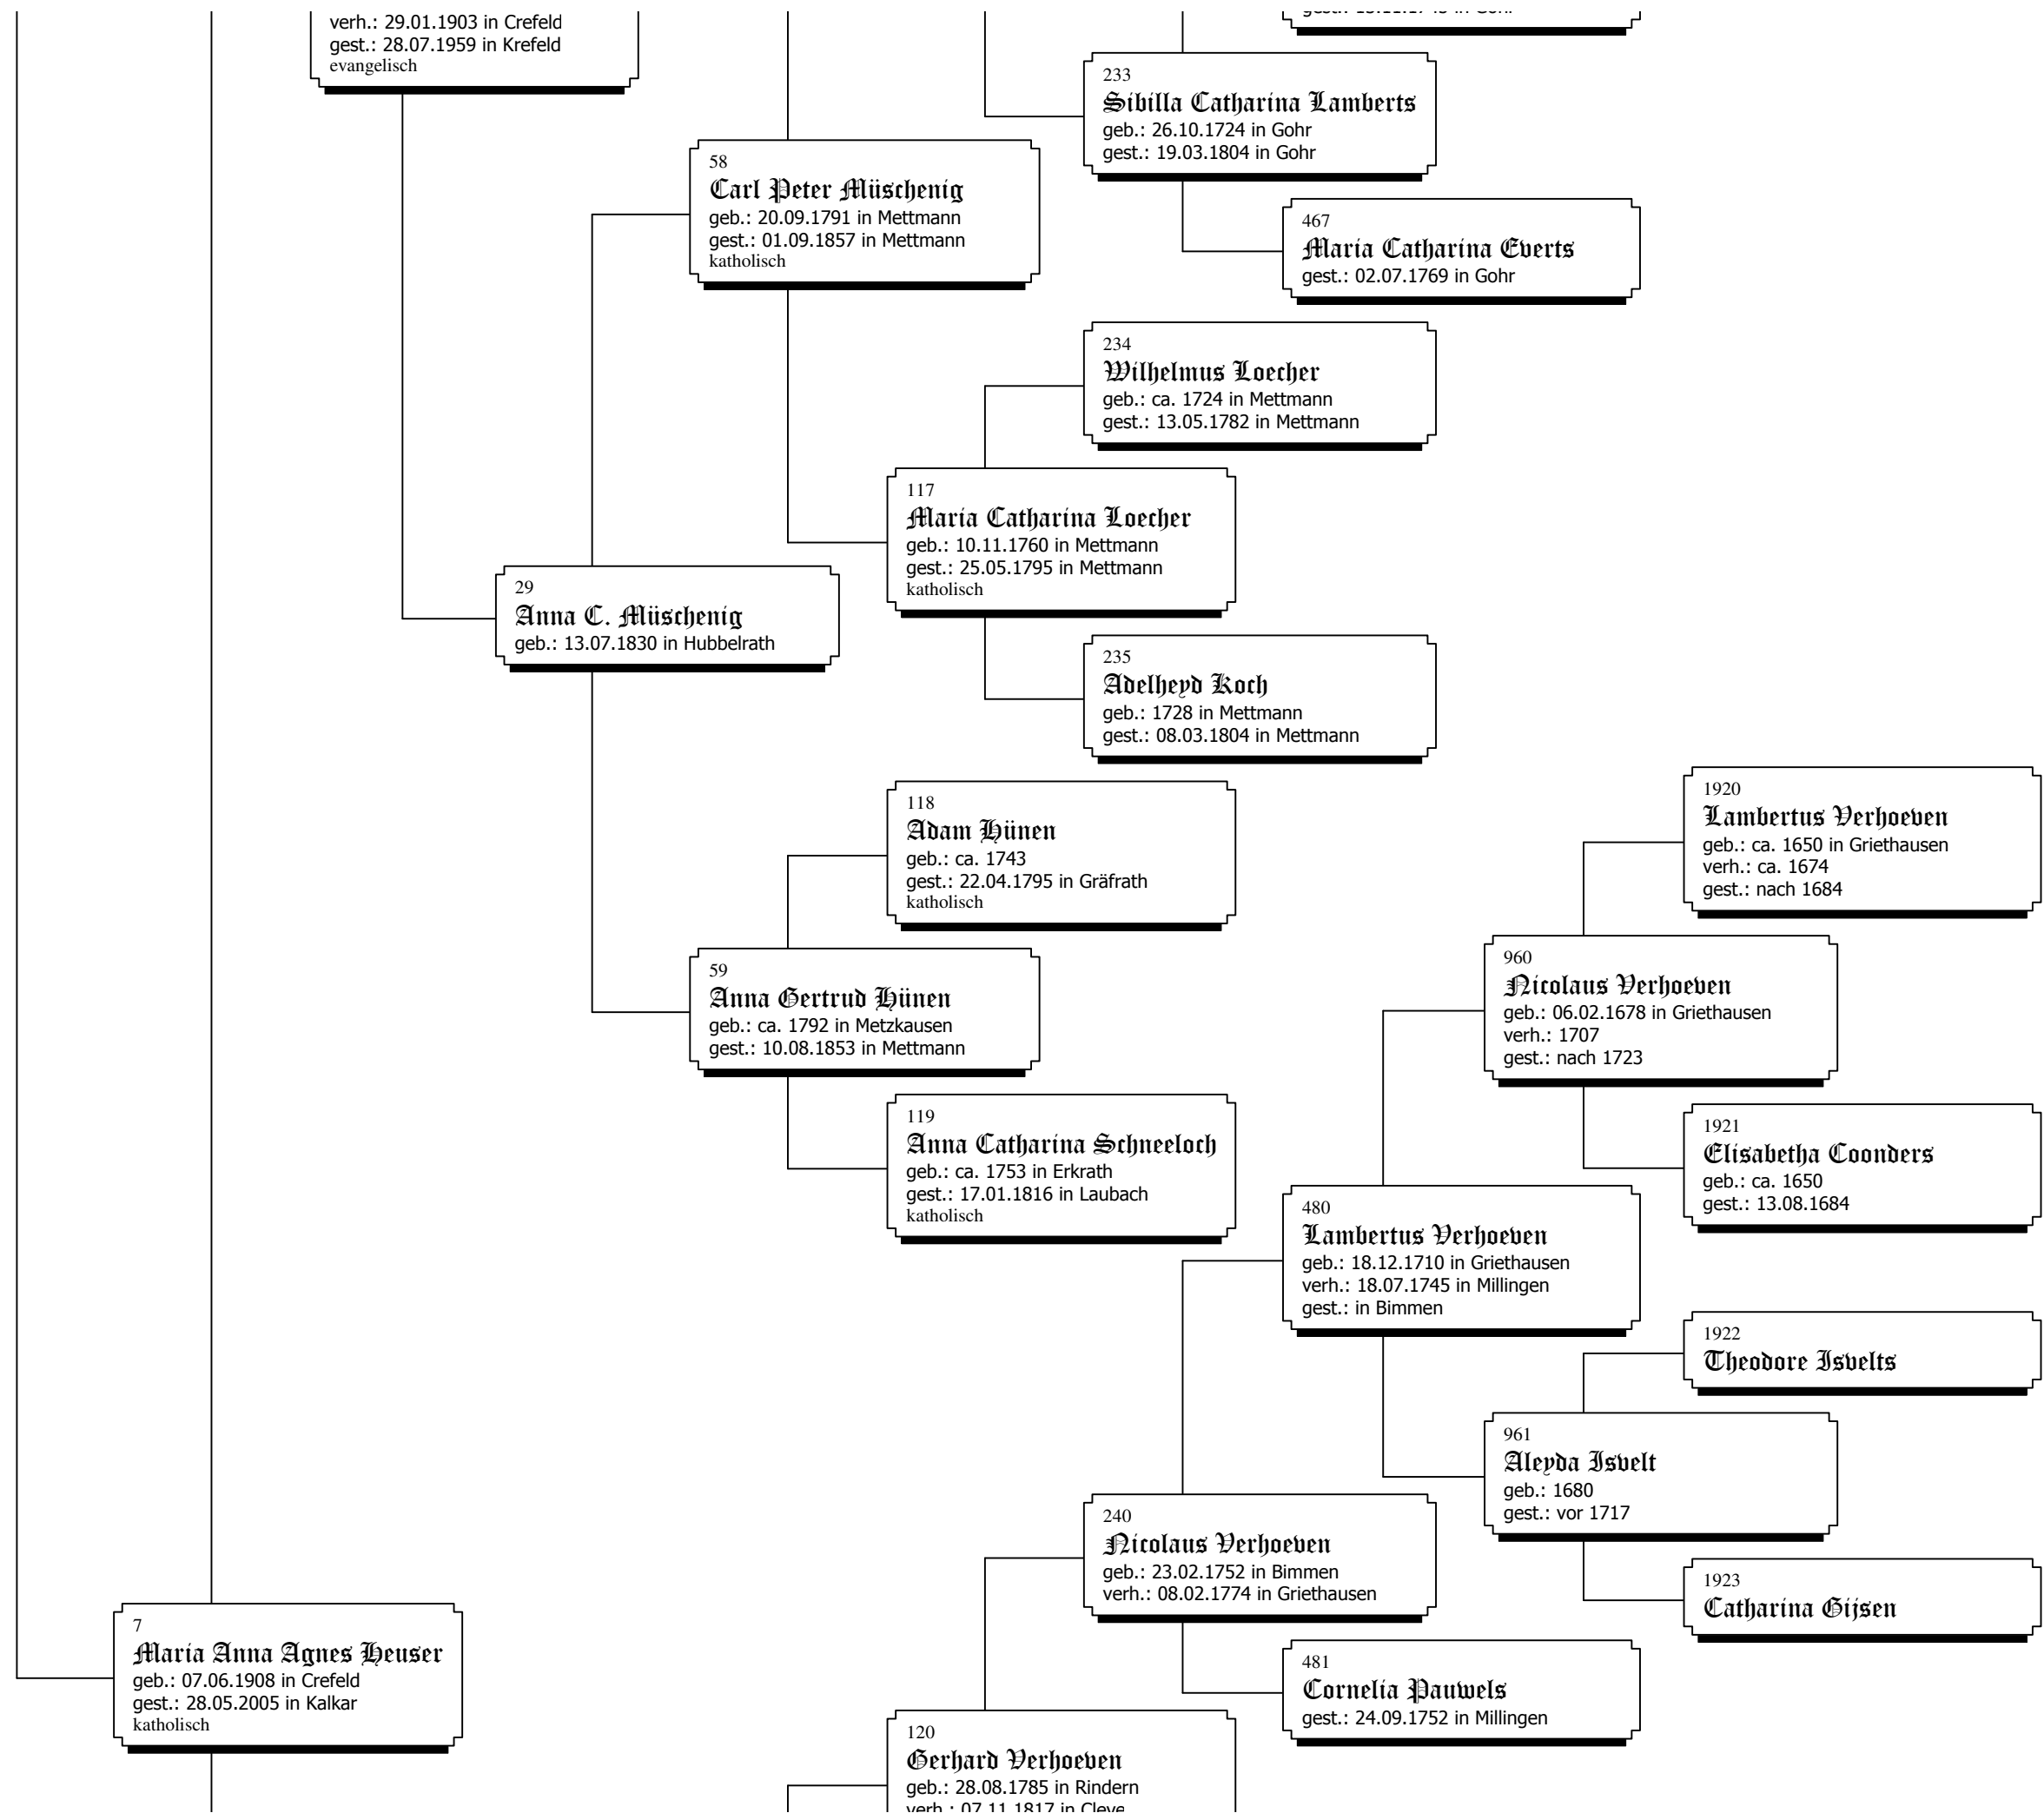 verh.: 29.01.1903 in Crefeld
gest.: 28.07.1959 in Krefeld
evangelisch
233
Sibilla Catharina Lamberts
geb.: 26.10.1724 in Gohr
gest.: 19.03.1804 in Gohr
58
Carl Peter Müschenig
geb.: 20.09.1791 in Mettmann
gest.: 01.09.1857 in Mettmann
katholisch
467
Maria Catharina Everts
gest.: 02.07.1769 in Gohr
234
Wilhelmus Loecher
geb.: ca. 1724 in Mettmann
gest.: 13.05.1782 in Mettmann
117
Maria Catharina Loecher
geb.: 10.11.1760 in Mettmann
gest.: 25.05.1795 in Mettmann
katholisch
29
Anna C. Müschenig
geb.: 13.07.1830 in Hubbelrath
235
Adelheyd Koch
geb.: 1728 in Mettmann
gest.: 08.03.1804 in Mettmann
118
Adam Hünen
geb.: ca. 1743
gest.: 22.04.1795 in Gräfrath
katholisch
1920
Lambertus Verhoeven
geb.: ca. 1650 in Griethausen
verh.: ca. 1674
gest.: nach 1684
960
Nicolaus Verhoeven
geb.: 06.02.1678 in Griethausen
verh.: 1707
gest.: nach 1723
59
Anna Gertrud Hünen
geb.: ca. 1792 in Metzkausen
gest.: 10.08.1853 in Mettmann
119
Anna Catharina Schneeloch
geb.: ca. 1753 in Erkrath
gest.: 17.01.1816 in Laubach
katholisch
1921
Elisabetha Coonders
geb.: ca. 1650
gest.: 13.08.1684
480
Lambertus Verhoeven
geb.: 18.12.1710 in Griethausen
verh.: 18.07.1745 in Millingen
gest.: in Bimmen
1922
Theodore Isvelts
961
Aleyda Isvelt
geb.: 1680
gest.: vor 1717
240
Nicolaus Verhoeven
geb.: 23.02.1752 in Bimmen
verh.: 08.02.1774 in Griethausen
1923
Catharina Gijsen
7
Maria Anna Agnes Heuser
geb.: 07.06.1908 in Crefeld
gest.: 28.05.2005 in Kalkar
katholisch
481
Cornelia Pauwels
gest.: 24.09.1752 in Millingen
120
Gerhard Verhoeven
geb.: 28.08.1785 in Rindern
verh.: 07.11.1817 in Cleve